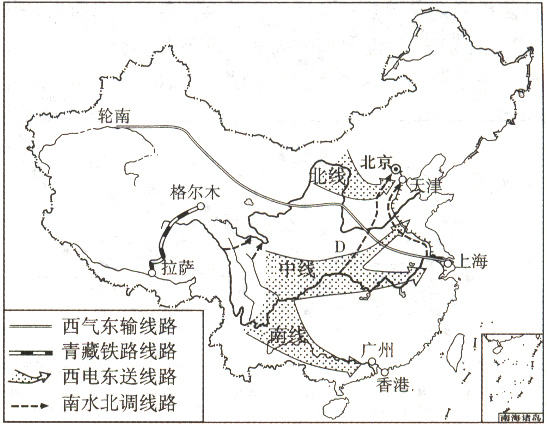 轮南
北线
北京
天津
格尔木
D
中线
上海
拉萨
南线
广州
香港
西气东输线路
青藏铁路线路
西电东送线路
南水北调线路
南海诸岛